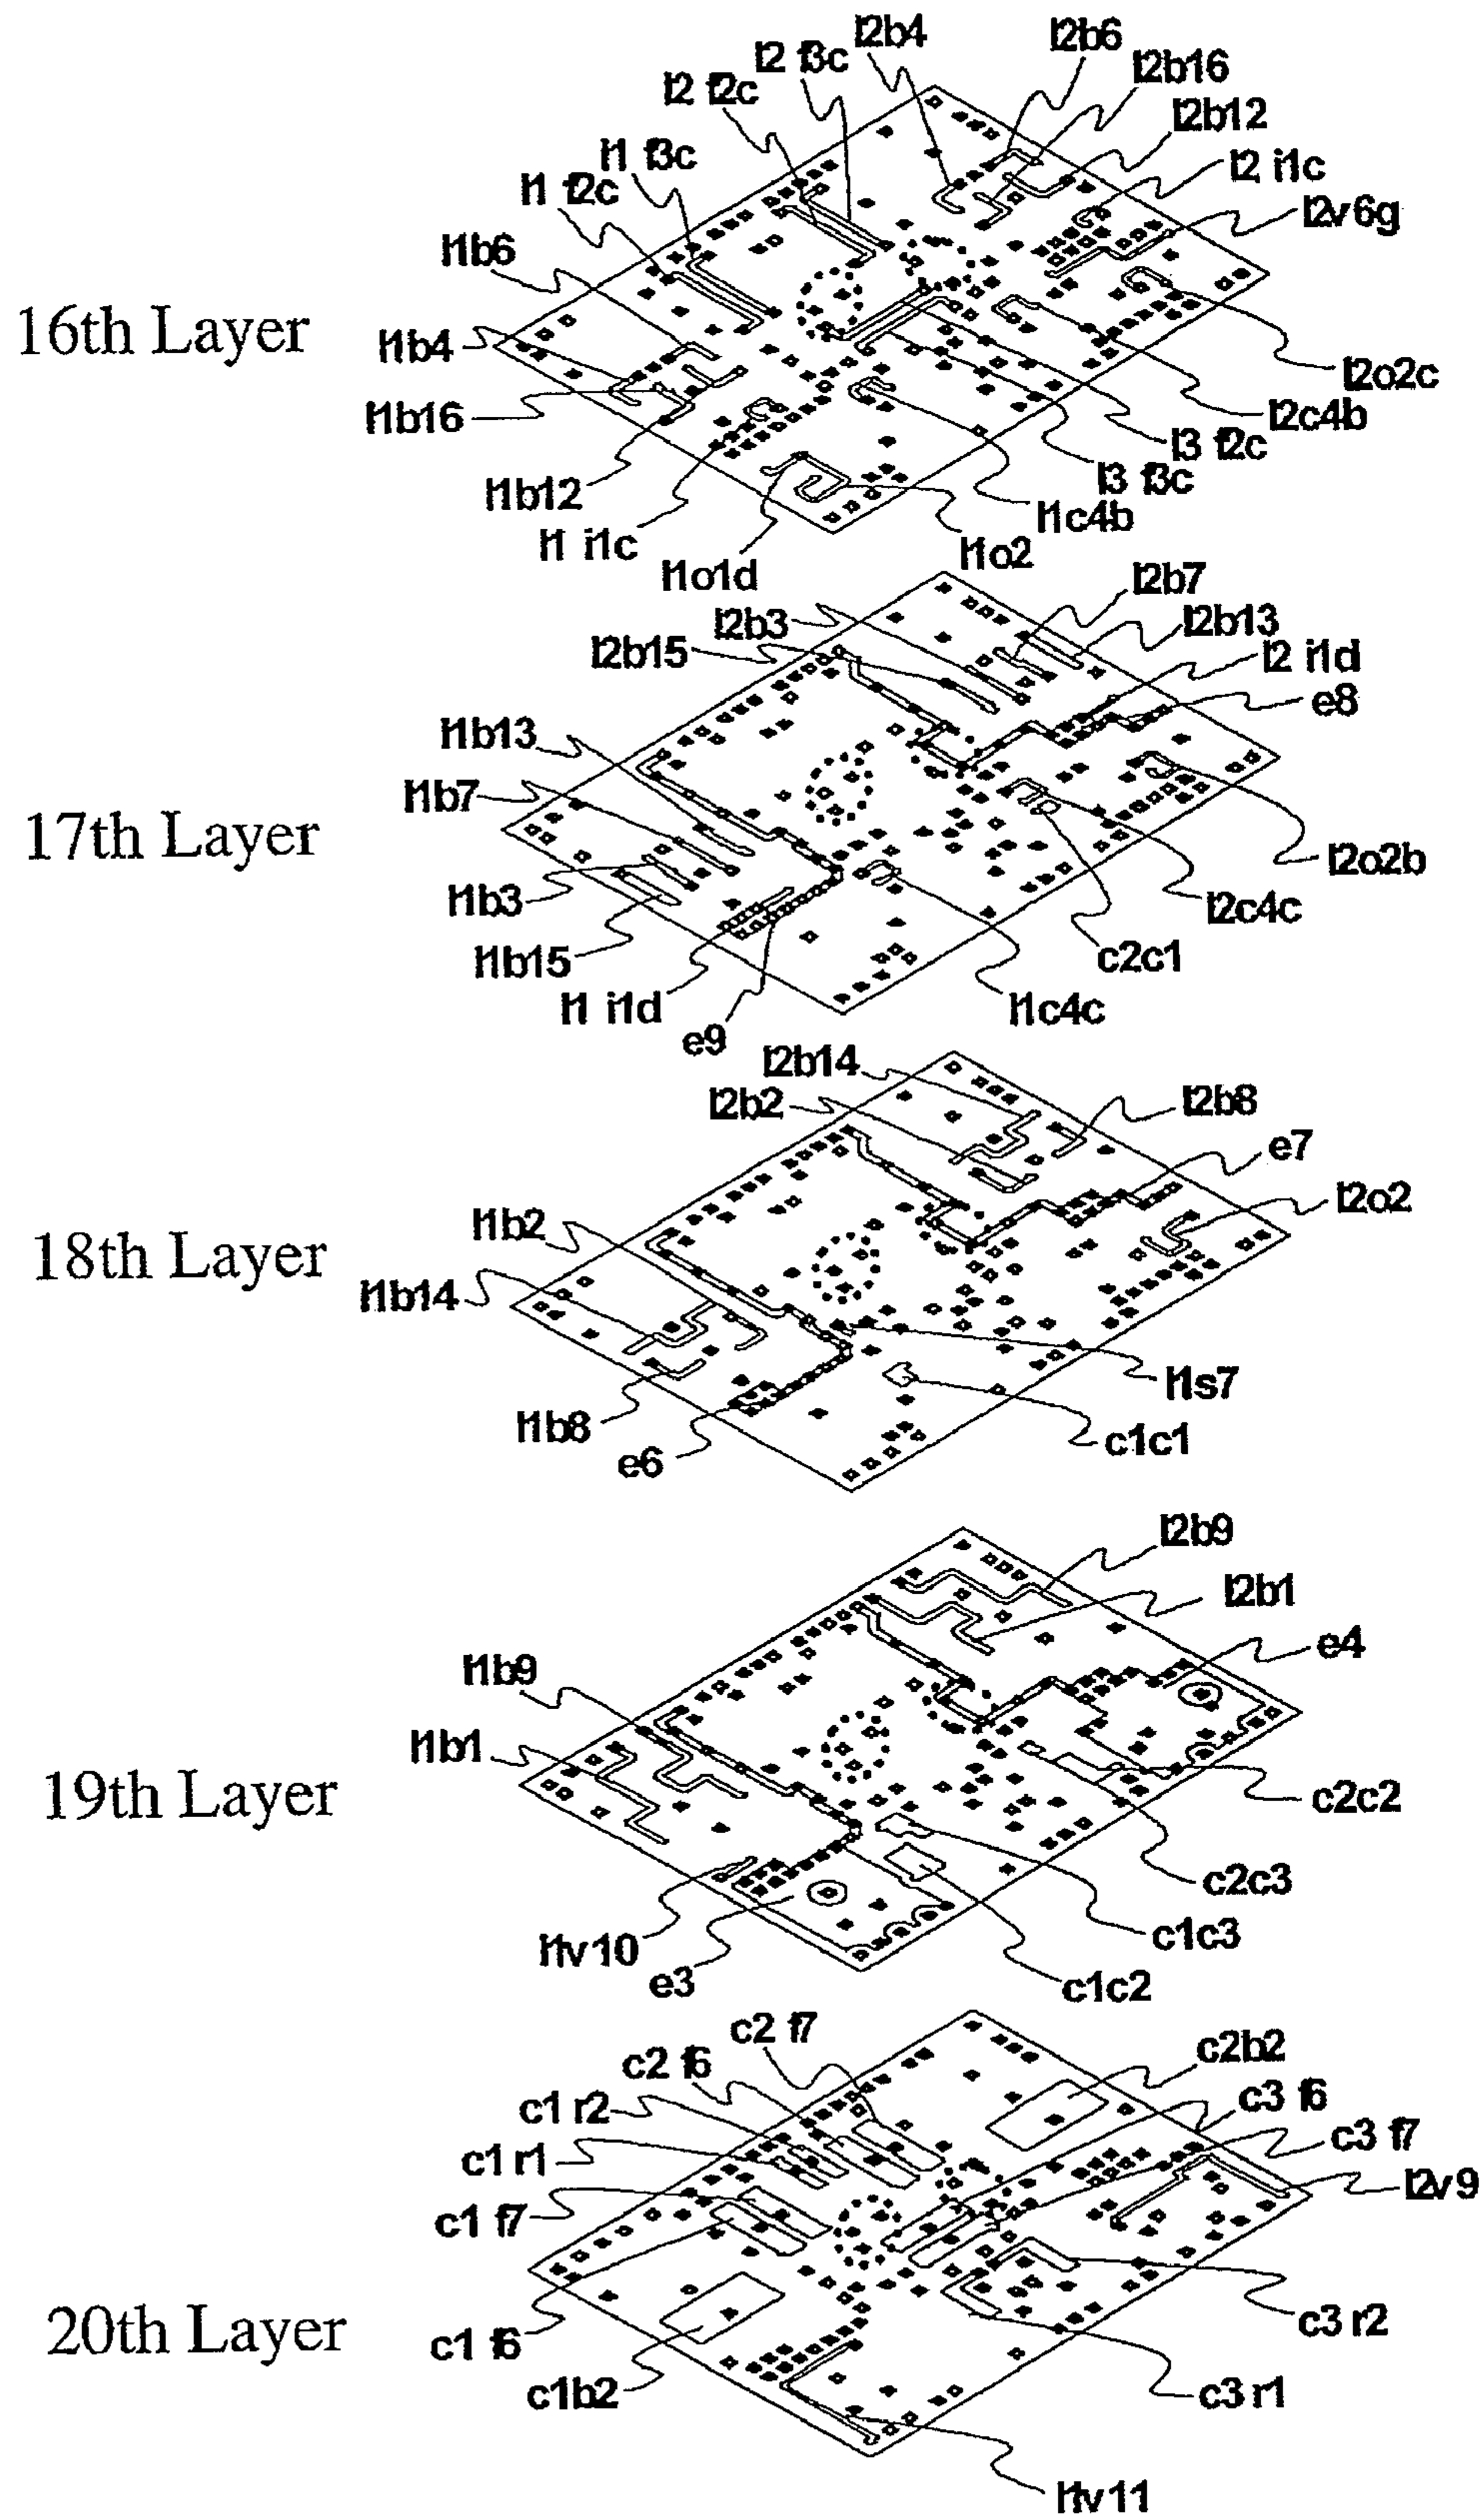 l2b4
l2b6
l2 f3c
l2b16
l2 f2c
l2b12
l1 f3c
l2 i1c
l1 f2c
l2v6g
l1b6
16th Layer
l1b4
l2o2c
l1b16
l2c4b
l3 f2c
l3 f3c
l1b12
l1c4b
l1 i1c
l1o2
l1o1d
l2b7
l2b3
l2b13
l2b15
l2 i1d
e8
l1b13
l1b7
17th Layer
l2o2b
l1b3
l2c4c
l1b15
c2c1
l1 i1d
l1c4c
e9
l2b14
l2b2
l2b8
e7
l2o2
l1b2
18th Layer
l1b14
l1s7
l1b8
c1c1
e6
l2b9
l2b1
e4
l1b9
l1b1
19th Layer
c2c2
c2c3
c1c3
l1v10
e3
c1c2
c2 f7
c2b2
c2 f6
c3 f6
c1 r2
c3 f7
c1 r1
l2v9
c1 f7
20th Layer
c3 r2
c1 f6
c1b2
c3 r1
l1v11